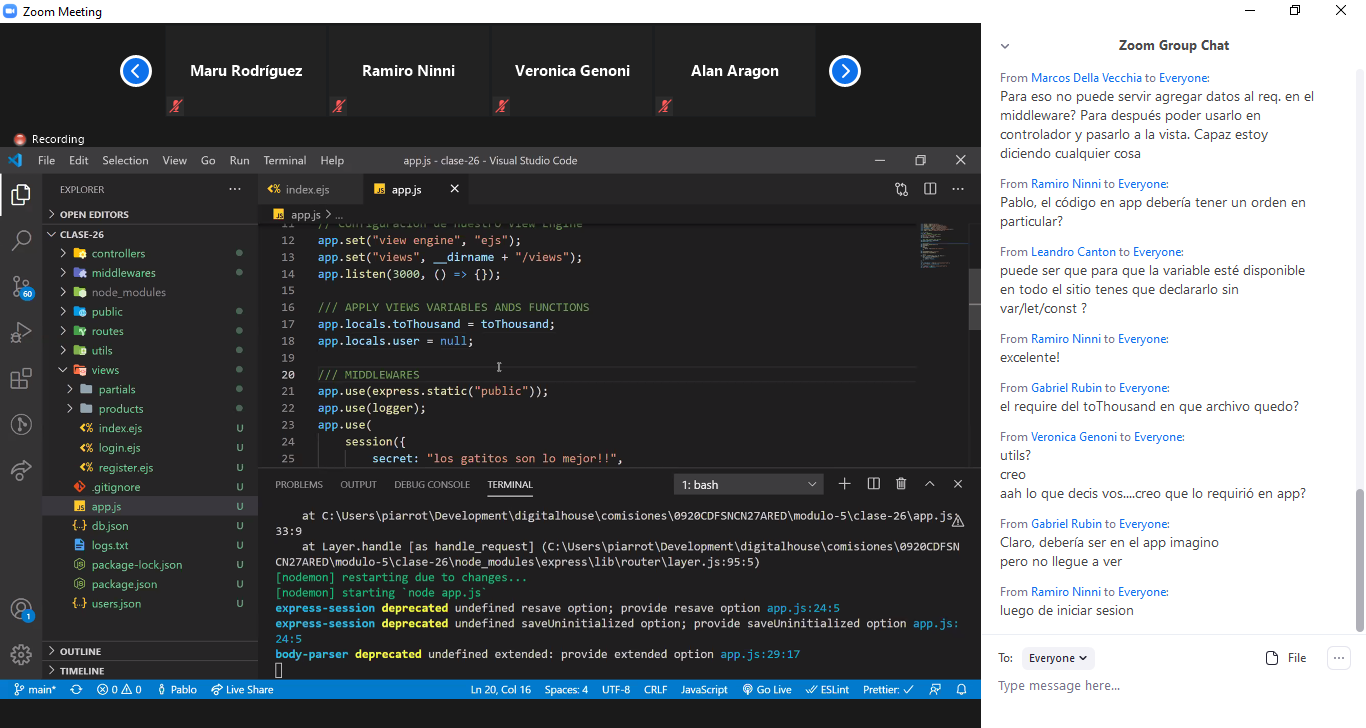 Zoom Meeting
Maru Rodríguez
Ramiro Ninni
Veronica Genoni
Alan Aragon
Recording
File Edit Selection View Go Run Terminal Help
app.js - clase-26 - Visual Studio Code
EXPLORER
OPEN EDITORS
CLASE-26
controllers
middlewares
node_modules
public
routes
utils
views
partials
products
index.ejs U
login.ejs U
register.ejs U
.gitignore U
app.js U
db.json U
logs.txt U
package-lock.json U
package.json U
users.json U
OUTLINE
TIMELINE
60
1
index.ejs
app.js
app.js > ...
11 // Configuración de nuestro View Engine
12 app.set("view engine", "ejs");
13 app.set("views", __dirname + "/views");
14 app.listen(3000, () => {});
15
16 /// APPLY VIEWS VARIABLES ANDS FUNCTIONS
17 app.locals.toThousand = toThousand;
18 app.locals.user = null;
19
20 /// MIDDLEWARES
21 app.use(express.static("public"));
22 app.use(logger);
23 app.use(
24 session({
25 secret: "los gatitos son lo mejor!!",
PROBLEMS OUTPUT DEBUG CONSOLE TERMINAL
1: bash
at C:\Users\piarrot\Development\digitalhouse\comisiones\0920CDFSNCN27ARED\modulo-5\clase-26\app.js:
33:9
at Layer.handle [as handle_request] (C:\Users\piarrot\Development\digitalhouse\comisiones\0920CDFSN
CN27ARED\modulo-5\clase-26\node_modules\express\lib\router\layer.js:95:5)
[nodemon] restarting due to changes...
[nodemon] starting `node app.js`
express-session deprecated undefined resave option; provide resave option app.js:24:5
express-session deprecated undefined saveUninitialized option; provide saveUninitialized option app.js:
24:5
body-parser deprecated undefined extended: provide extended option app.js:29:17
main* 0 0 Pablo Live Share Ln 20, Col 16 Spaces: 4 UTF-8 CRLF JavaScript Go Live ESLint Prettier: ✓
Zoom Group Chat
From Marcos Della Vecchia to Everyone:
Para eso no puede servir agregar datos al req. en el
middleware? Para después poder usarlo en
controlador y pasarlo a la vista. Capaz estoy
diciendo cualquier cosa
From Ramiro Ninni to Everyone:
Pablo, el código en app debería tener un orden en
particular?
From Leandro Canton to Everyone:
puede ser que para que la variable esté disponible
en todo el sitio tenes que declararlo sin
var/let/const ?
From Ramiro Ninni to Everyone:
excelente!
From Gabriel Rubin to Everyone:
el require del toThousand en que archivo quedo?
From Veronica Genoni to Everyone:
utils?
creo
aah lo que decis vos....creo que lo requirió en app?
From Gabriel Rubin to Everyone:
Claro, debería ser en el app imagino
pero no llegue a ver
From Ramiro Ninni to Everyone:
luego de iniciar sesion
To: Everyone File
Type message here...